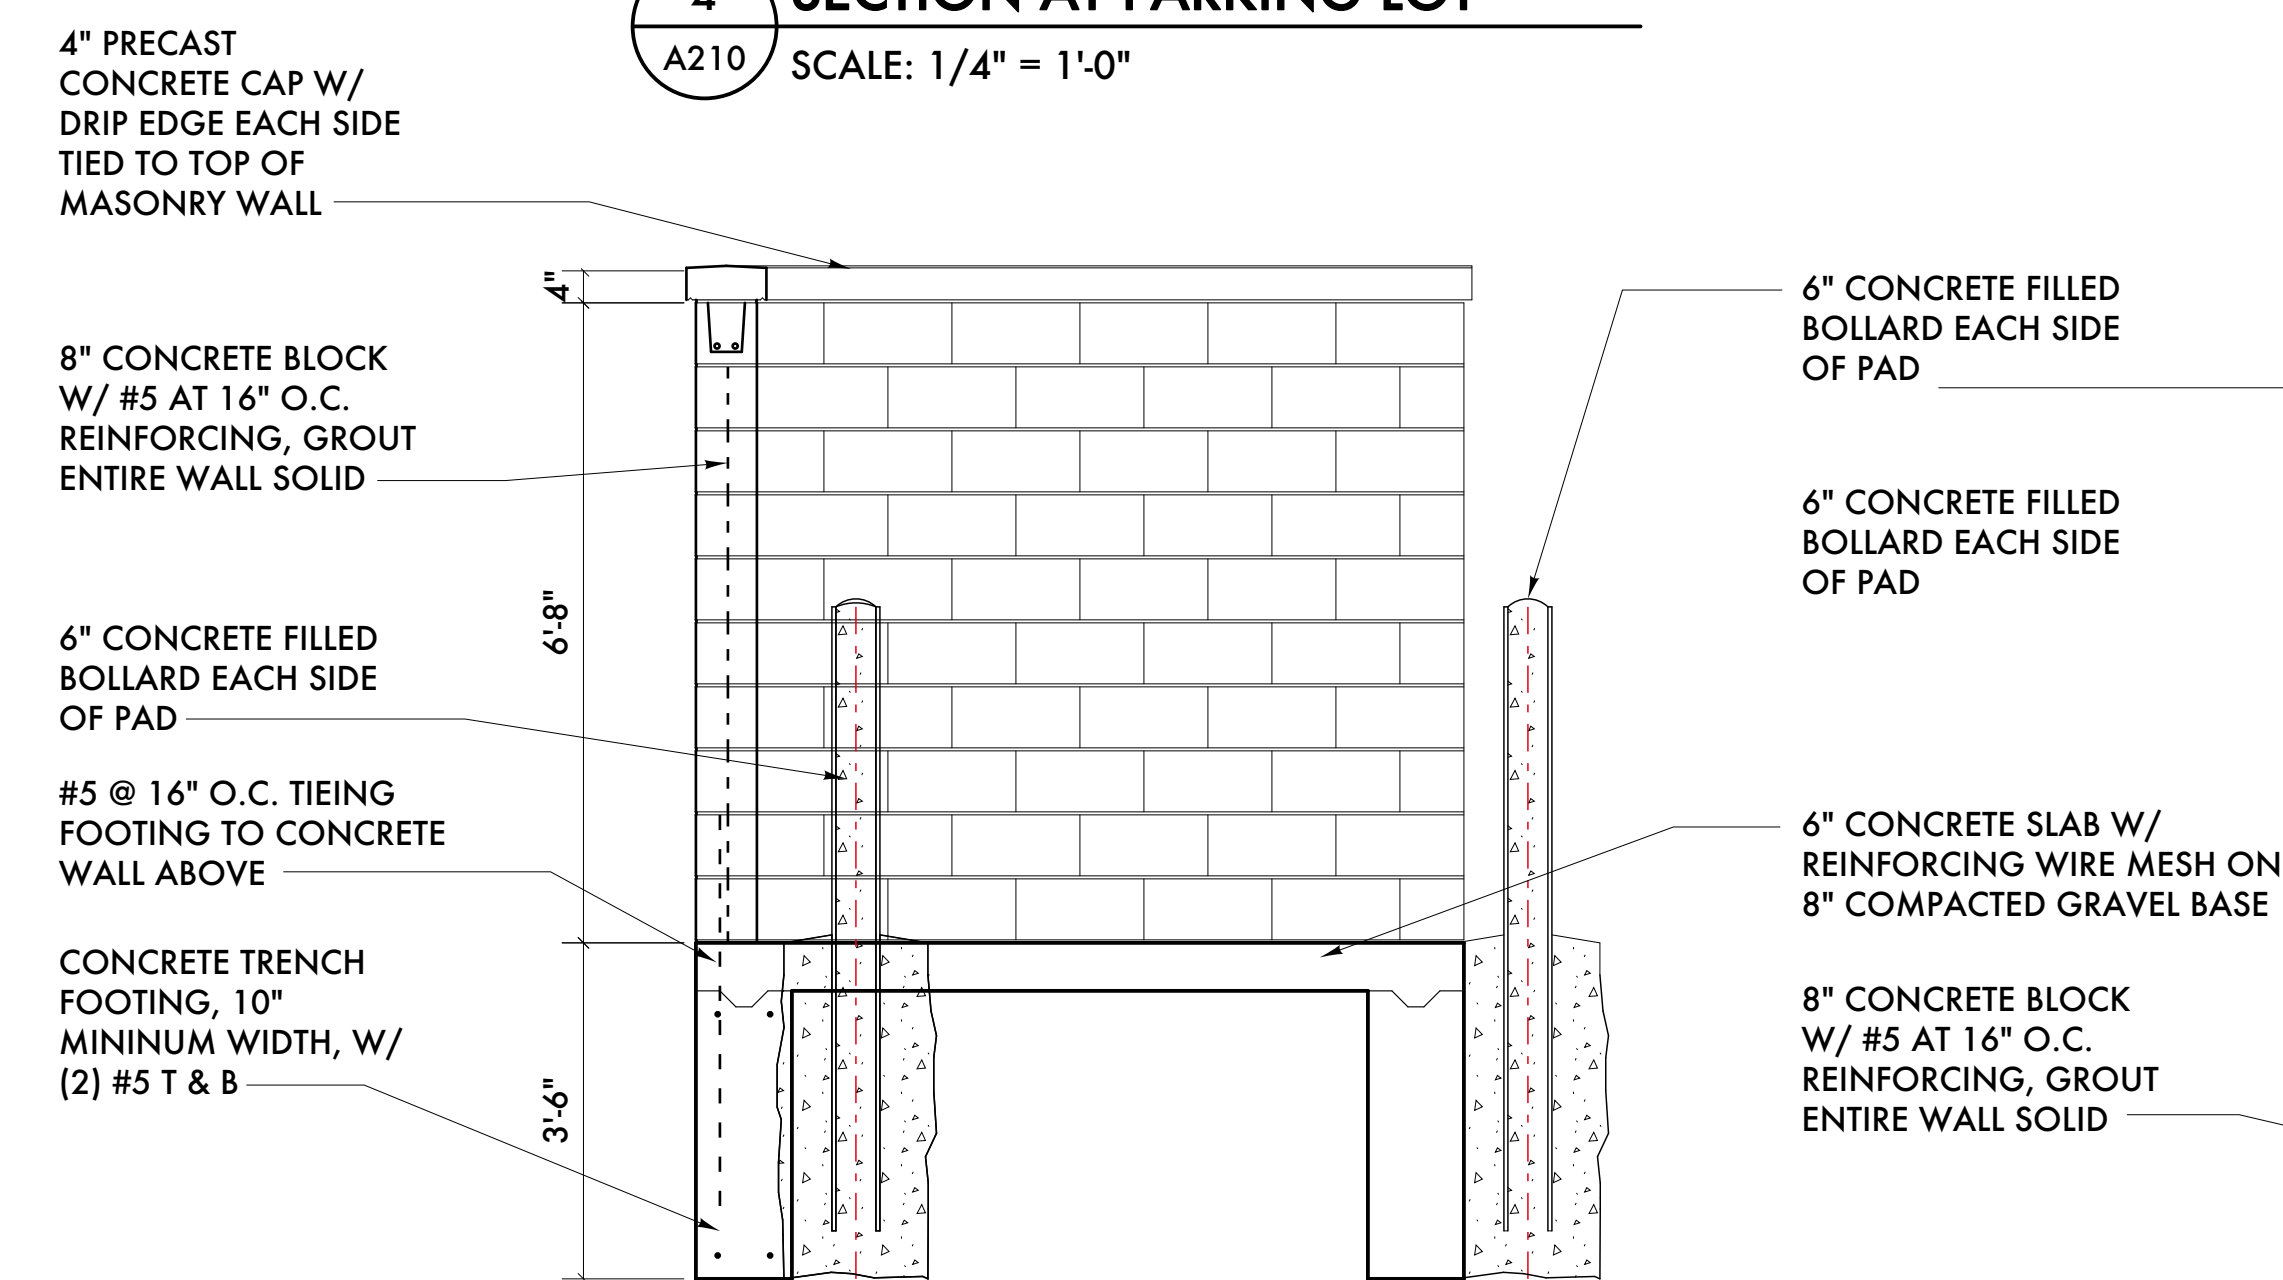 4
SECTION AT PARKING LOT
A210
SCALE: 1/4" = 1'-0"
4" PRECAST
CONCRETE CAP W/
DRIP EDGE EACH SIDE
TIED TO TOP OF
MASONRY WALL
8" CONCRETE BLOCK
W/ #5 AT 16" O.C.
REINFORCING, GROUT
ENTIRE WALL SOLID
6" CONCRETE FILLED
BOLLARD EACH SIDE
OF PAD
#5 @ 16" O.C. TIEING
FOOTING TO CONCRETE
WALL ABOVE
CONCRETE TRENCH
FOOTING, 10"
MININUM WIDTH, W/
(2) #5 T & B
4"
6'-8"
3'-6"
6" CONCRETE FILLED
BOLLARD EACH SIDE
OF PAD
6" CONCRETE FILLED
BOLLARD EACH SIDE
OF PAD
6" CONCRETE SLAB W/
REINFORCING WIRE MESH ON
8" COMPACTED GRAVEL BASE
8" CONCRETE BLOCK
W/ #5 AT 16" O.C.
REINFORCING, GROUT
ENTIRE WALL SOLID